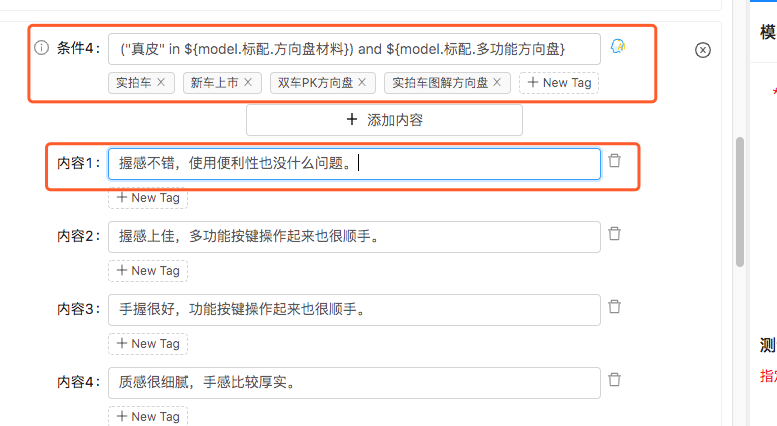 条件4： ("真皮" in ${model.标配.方向盘材料}) and ${model.标配.多功能方向盘}
实拍车 × 新车上市 × 双车PK方向盘 × 实拍车图解方向盘 × + New Tag
+ 添加内容
内容1： 握感不错，使用便利性也没什么问题。
+ New Tag
内容2： 握感上佳，多功能按键操作起来也很顺手。
+ New Tag
内容3： 手握很好，功能按键操作起来也很顺手。
+ New Tag
内容4： 质感很细腻，手感比较厚实。
+ New Tag
模
*
测
指定